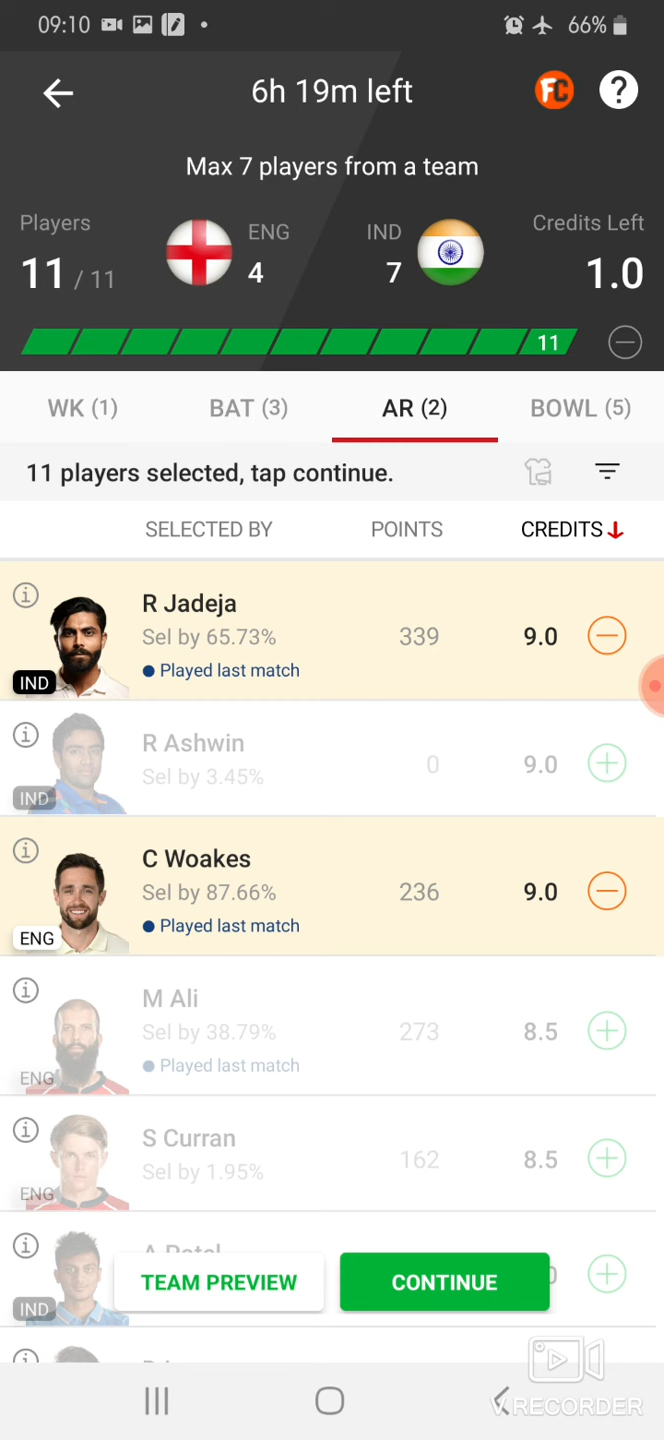 09:10
66%
6h 19m left
FC
?
Max 7 players from a team
Players
ENG
IND
Credits Left
11 / 11
4
7
1.0
11
WK (1)
BAT (3)
AR (2)
BOWL (5)
11 players selected, tap continue.
SELECTED BY
POINTS
CREDITS
R Jadeja
Sel by 65.73%
339
9.0
Played last match
IND
R Ashwin
Sel by 3.45%
0
9.0
IND
C Woakes
Sel by 87.66%
236
9.0
Played last match
ENG
M Ali
Sel by 38.79%
273
8.5
Played last match
ENG
S Curran
Sel by 1.95%
162
8.5
ENG
TEAM PREVIEW
CONTINUE
IND
V RECORDER